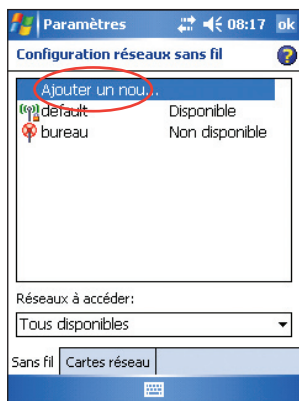 Paramètres 08:17 ok
Configuration réseaux sans fil ?
Ajouter un nou...
default Disponible
bureau Non disponible
Réseaux à accéder:
Tous disponibles
Sans fil Cartes réseau